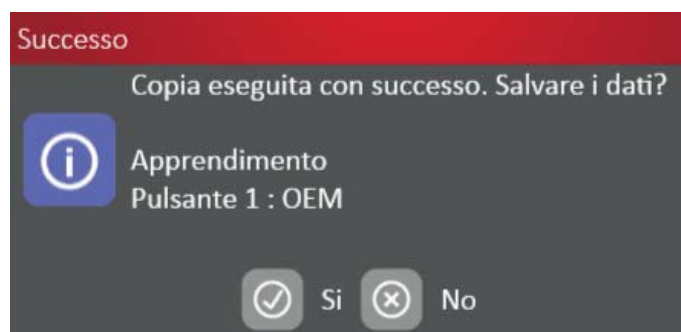 Successo
Copia eseguita con successo. Salvare i dati?
Apprendimento
Pulsante 1 : OEM
Si No